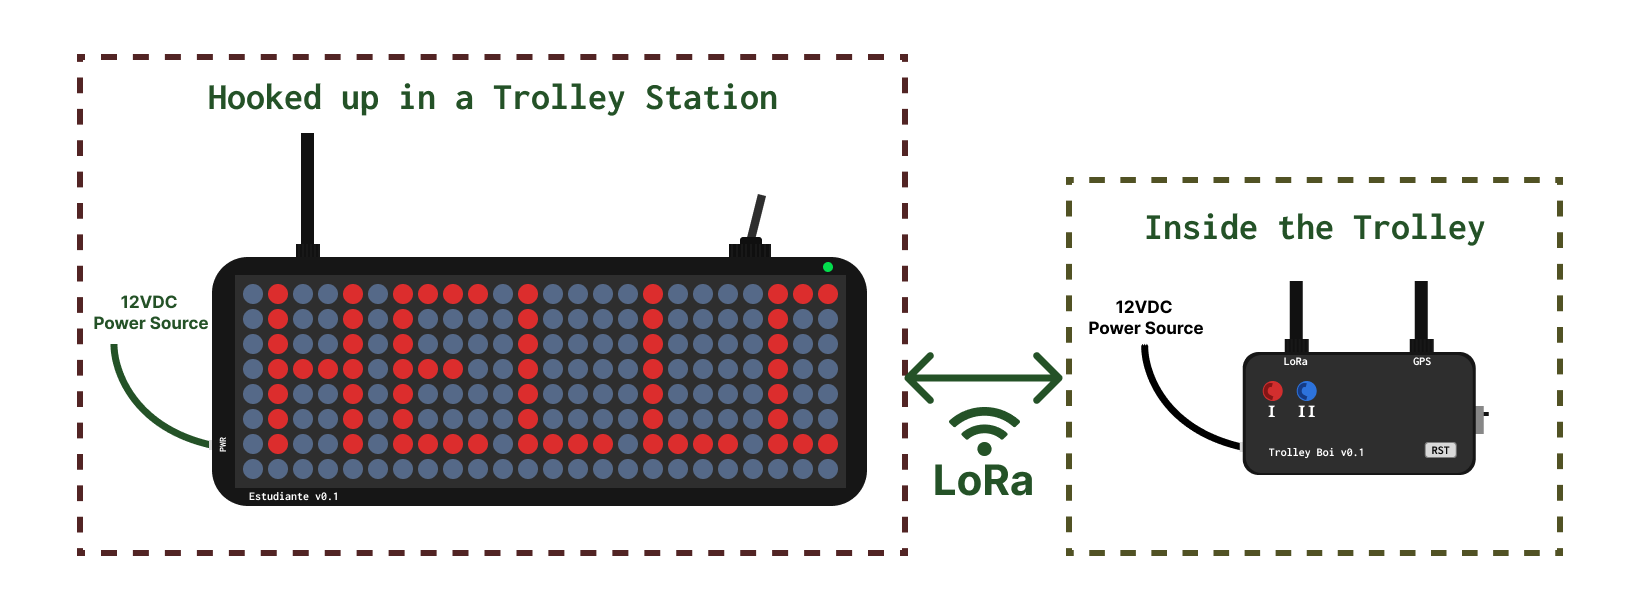 Hooked up in a Trolley Station
12VDC
Power Source
HELLC
PWR
Estudiante v0.1
LoRa
Inside the Trolley
12VDC
Power Source
LoRa GPS
I II
Trolley Boi v0.1 RST